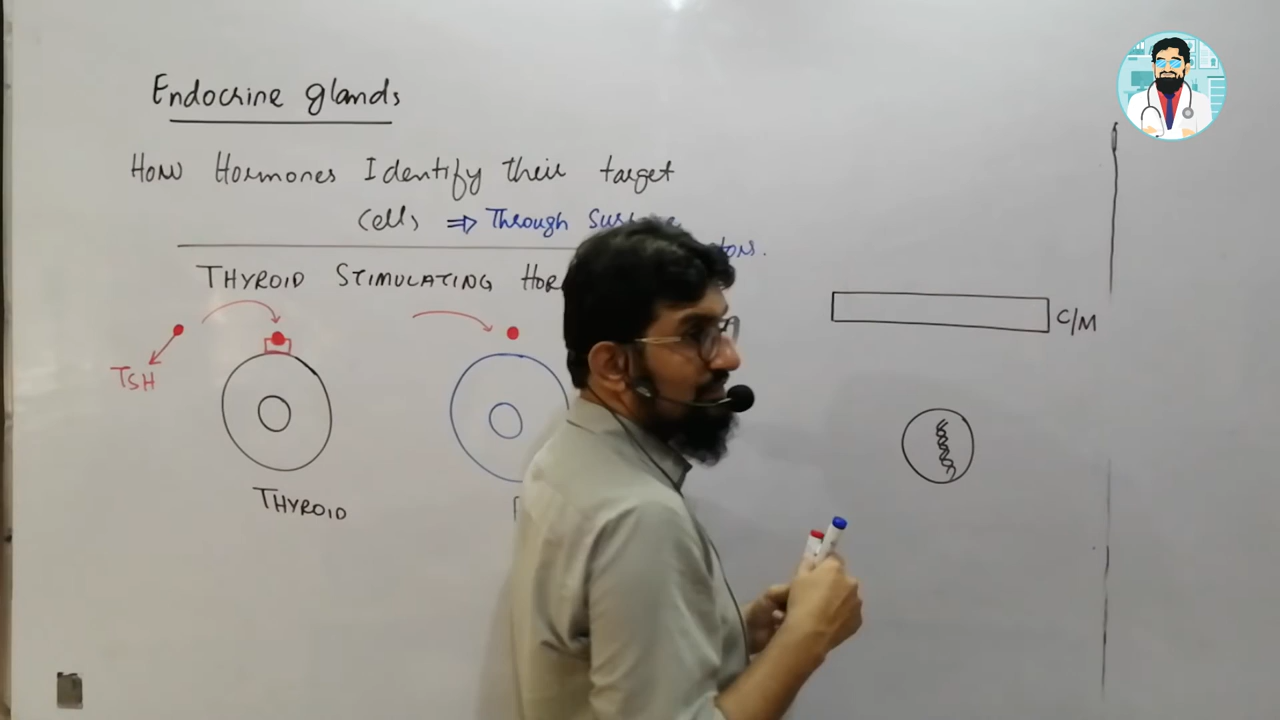 Endocrine glands
How Hormones Identify their target
cells ⇒ Through
THYROID STIMULATING
TSH
C/M
THYROID